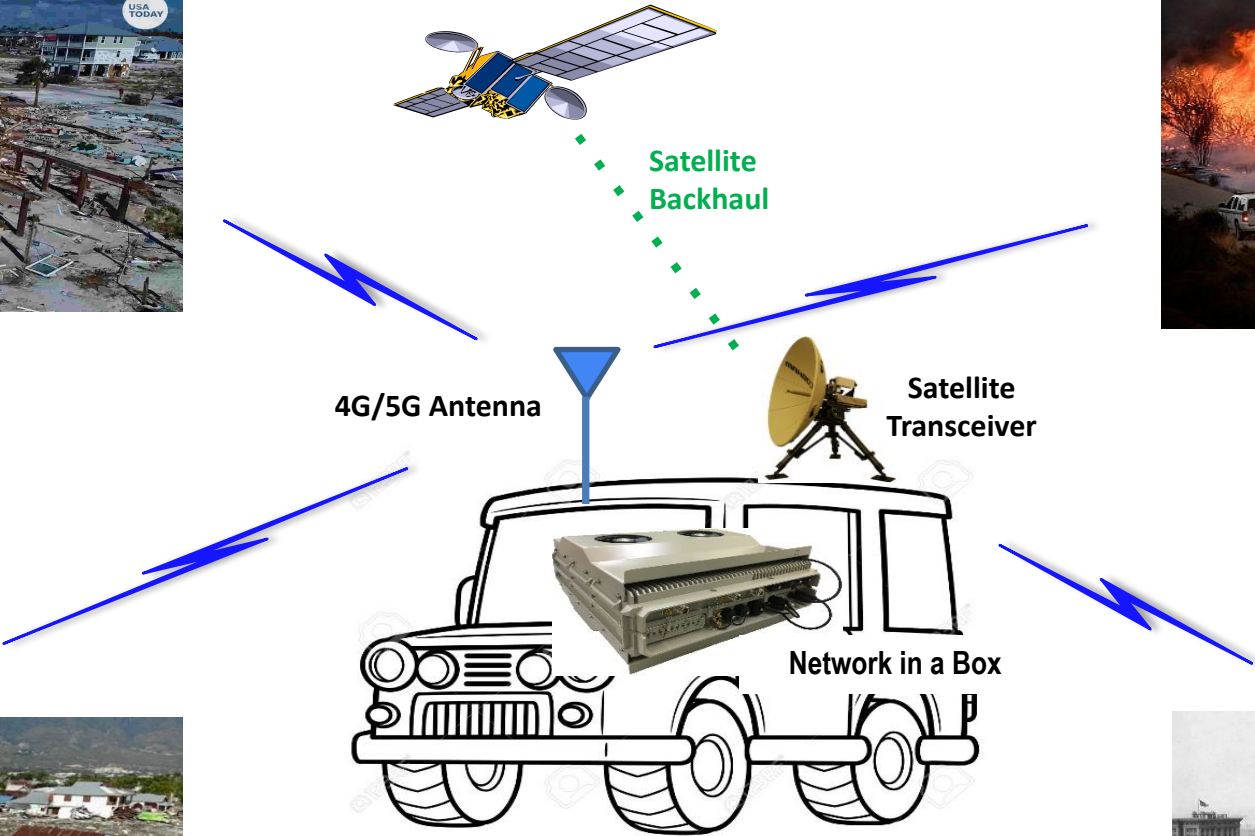 USA
TODAY
Satellite
Backhaul
4G/5G Antenna
Satellite
Transceiver
Network in a Box